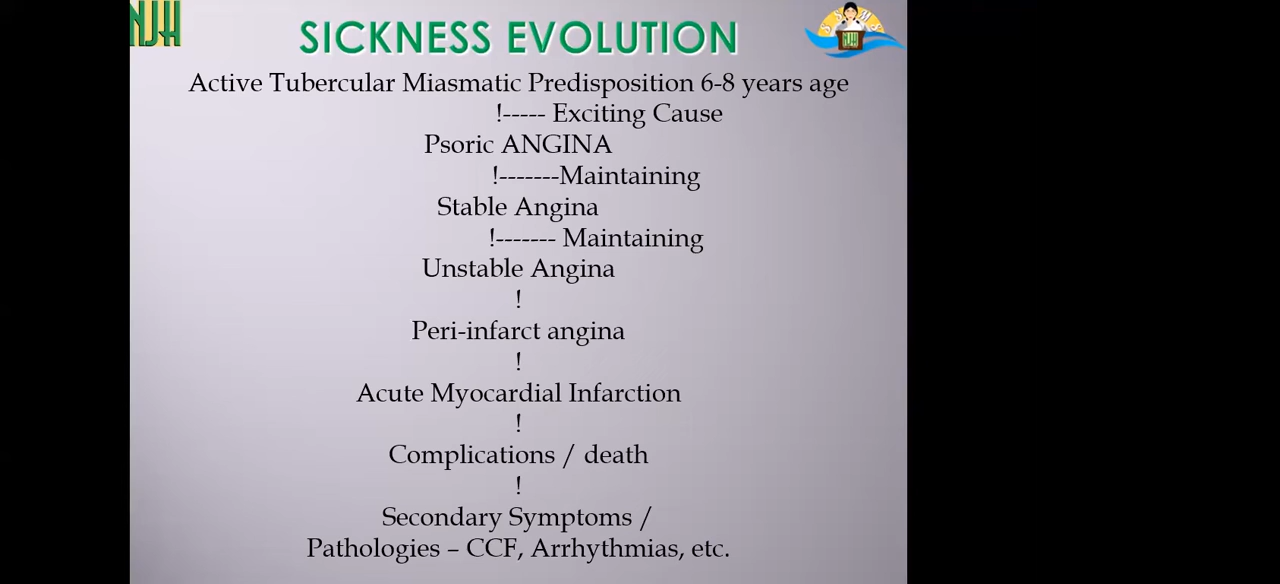 NJH
SICKNESS EVOLUTION
Active Tubercular Miasmatic Predisposition 6-8 years age
!----- Exciting Cause
Psoric ANGINA
!-------Maintaining
Stable Angina
!------- Maintaining
Unstable Angina
!
Peri-infarct angina
!
Acute Myocardial Infarction
!
Complications / death
!
Secondary Symptoms /
Pathologies – CCF, Arrhythmias, etc.